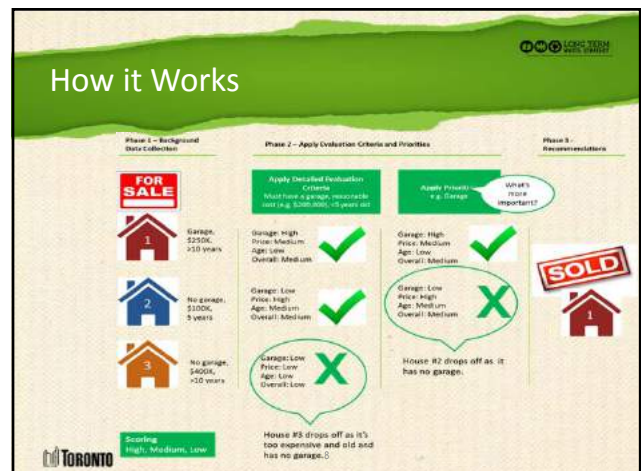 LONG TERM
WASTE STRATEGY
How it Works
Phase 1 – Background
Data Collection
Phase 2 – Apply Evaluation Criteria and Priorities
Phase 3 -
Recommendations
FOR
SALE
Apply Detailed Evaluation
Criteria
Must have a garage, reasonable
cost (e.g. $200,000), <5 years old
Apply Priorities
e.g. Garage
What's
more
important?
1
Garage,
$250K,
>10 years
Garage: High
Price: Medium
Age: Low
Overall: Medium
Garage: High
Price: Medium
Age: Low
Overall: Medium
SOLD
1
2
No garage,
$100K,
5 years
Garage: Low
Price: High
Age: Medium
Overall: Medium
Garage: Low
Price: High
Age: Medium
Overall: Medium
X
House #2 drops off as it
has no garage.
3
No garage,
$400K,
>10 years
Garage: Low
Price: Low
Age: Low
Overall: Low
X
House #3 drops off as it's
too expensive and old and
has no garage.8
Scoring
High, Medium, Low
TORONTO